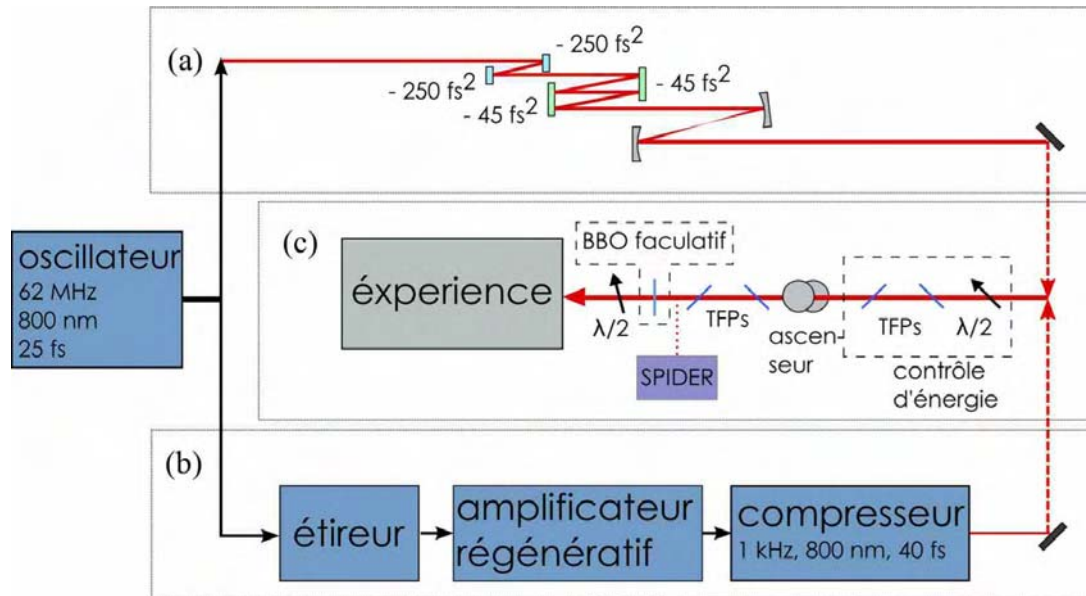 (a)
- 250 fs²
- 250 fs²
- 45 fs²
- 45 fs²
oscillateur
62 MHz
800 nm
25 fs
(c)
BBO faculatif
éxperience
λ/2
TFPs
SPIDER
ascen-
seur
TFPs
λ/2
contrôle
d'énergie
(b)
étireur
amplificateur
régénératif
compresseur
1 kHz, 800 nm, 40 fs